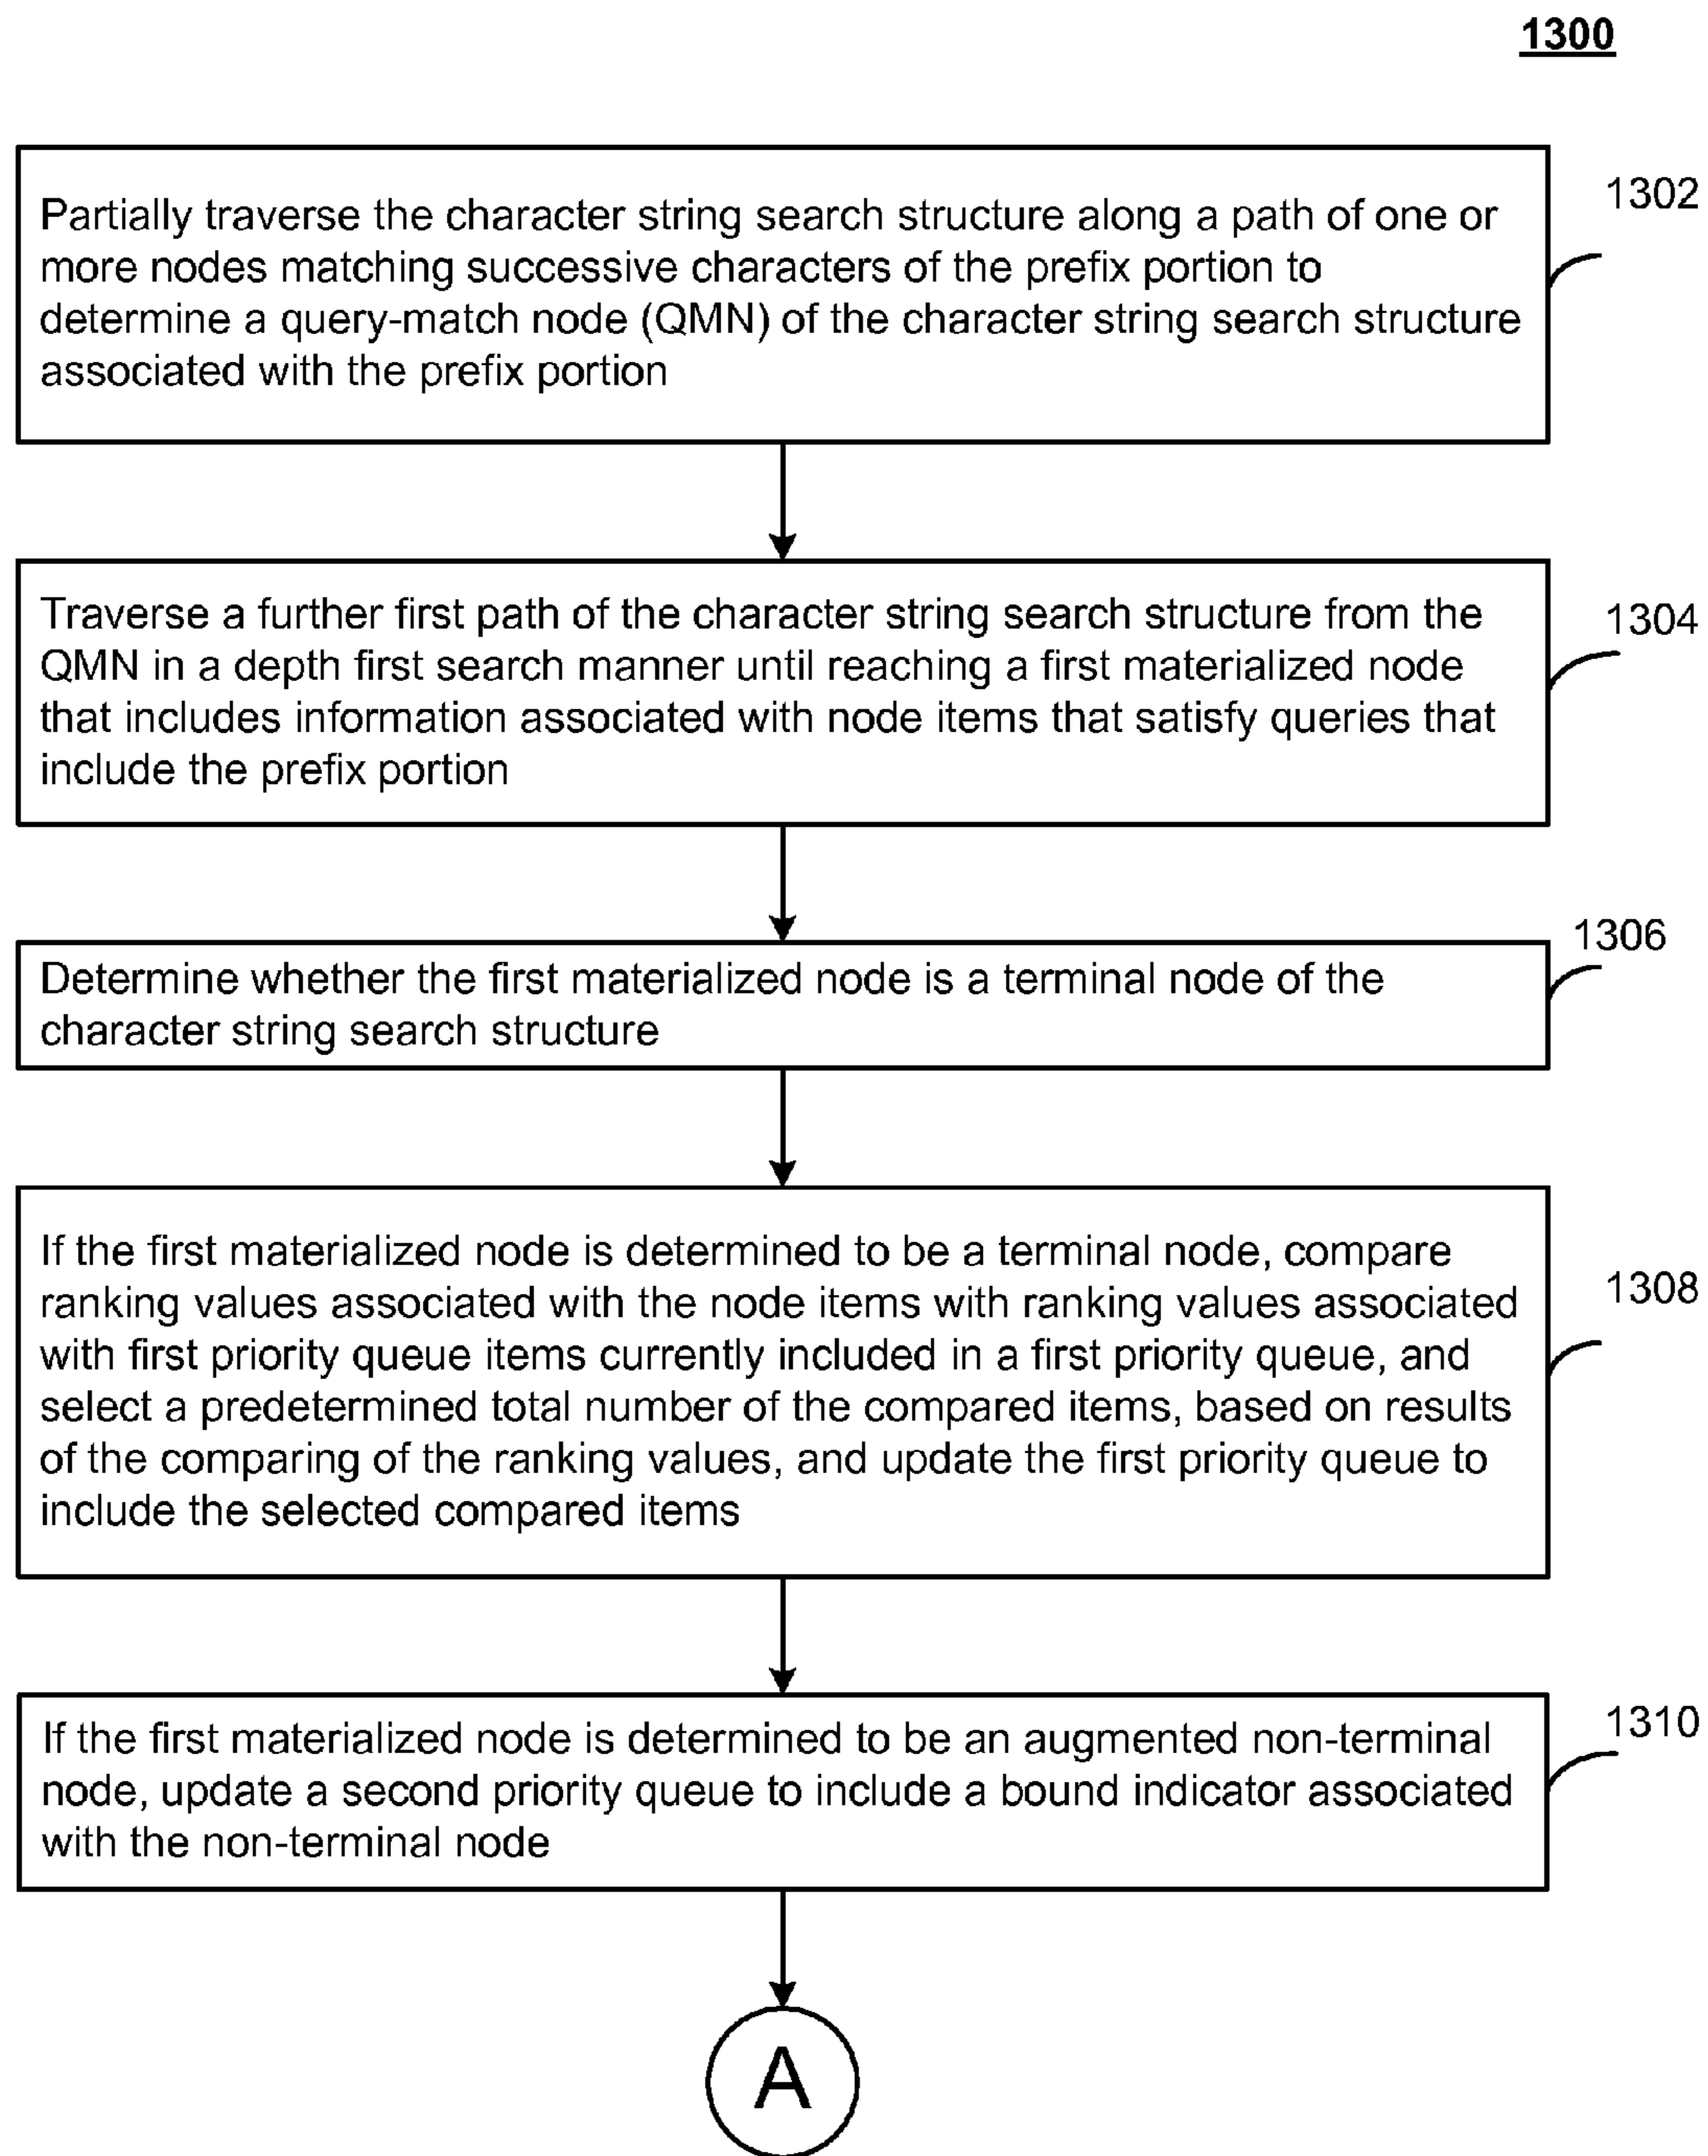 1300
Partially traverse the character string search structure along a path of one or
more nodes matching successive characters of the prefix portion to
determine a query-match node (QMN) of the character string search structure
associated with the prefix portion
1302
Traverse a further first path of the character string search structure from the
QMN in a depth first search manner until reaching a first materialized node
that includes information associated with node items that satisfy queries that
include the prefix portion
1304
Determine whether the first materialized node is a terminal node of the
character string search structure
1306
If the first materialized node is determined to be a terminal node, compare
ranking values associated with the node items with ranking values associated
with first priority queue items currently included in a first priority queue, and
select a predetermined total number of the compared items, based on results
of the comparing of the ranking values, and update the first priority queue to
include the selected compared items
1308
If the first materialized node is determined to be an augmented non-terminal
node, update a second priority queue to include a bound indicator associated
with the non-terminal node
1310
A